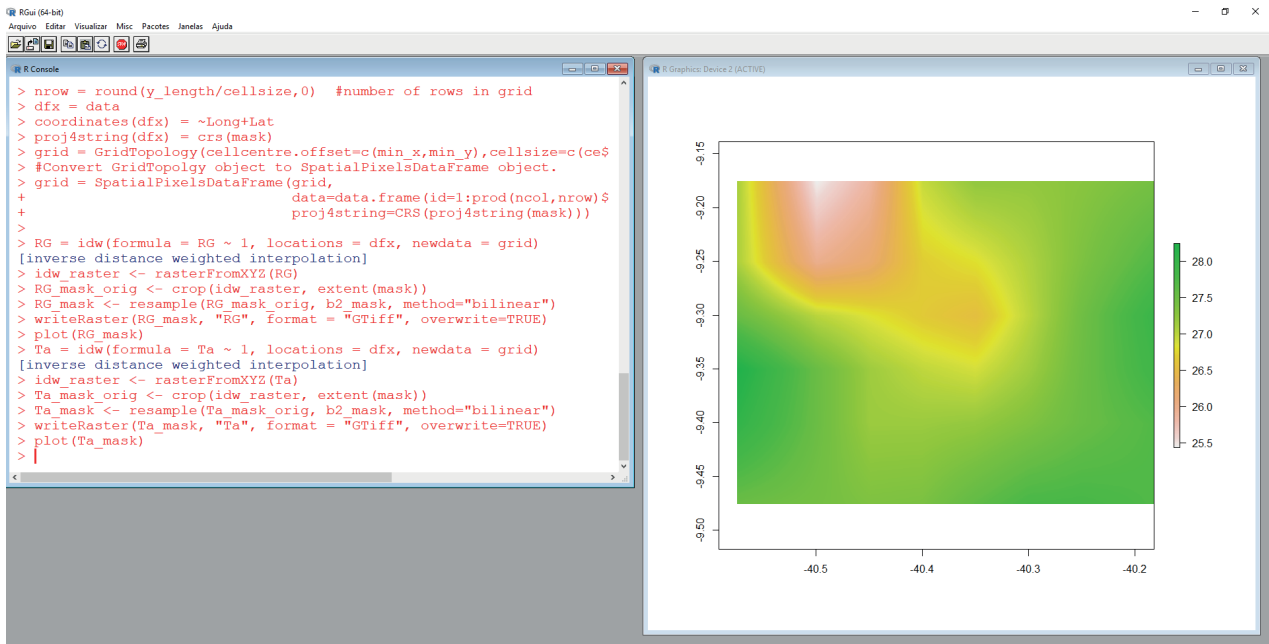 RGui (64-bit)
Arquivo Editar Visualizar Misc Pacotes Janelas Ajuda
STOP
R Console
> nrow = round(y_length/cellsize,0)  #number of rows in grid
> dfx = data
> coordinates(dfx) = ~Long+Lat
> proj4string(dfx) = crs(mask)
> grid = GridTopology(cellcentre.offset=c(min_x,min_y),cellsize=c(ce$
> #Convert GridTopolgy object to SpatialPixelsDataFrame object.
> grid = SpatialPixelsDataFrame(grid,
+                               data=data.frame(id=1:prod(ncol,nrow)$
+                               proj4string=CRS(proj4string(mask)))
>
> RG = idw(formula = RG ~ 1, locations = dfx, newdata = grid)
[inverse distance weighted interpolation]
> idw_raster <- rasterFromXYZ(RG)
> RG_mask_orig <- crop(idw_raster, extent(mask))
> RG_mask <- resample(RG_mask_orig, b2_mask, method="bilinear")
> writeRaster(RG_mask, "RG", format = "GTiff", overwrite=TRUE)
> plot(RG_mask)
> Ta = idw(formula = Ta ~ 1, locations = dfx, newdata = grid)
[inverse distance weighted interpolation]
> idw_raster <- rasterFromXYZ(Ta)
> Ta_mask_orig <- crop(idw_raster, extent(mask))
> Ta_mask <- resample(Ta_mask_orig, b2_mask, method="bilinear")
> writeRaster(Ta_mask, "Ta", format = "GTiff", overwrite=TRUE)
> plot(Ta_mask)
>
R Graphics: Device 2 (ACTIVE)
-9.15
-9.20
-9.25
-9.30
-9.35
-9.40
-9.45
-9.50
-40.5 -40.4 -40.3 -40.2
28.0
27.5
27.0
26.5
26.0
25.5